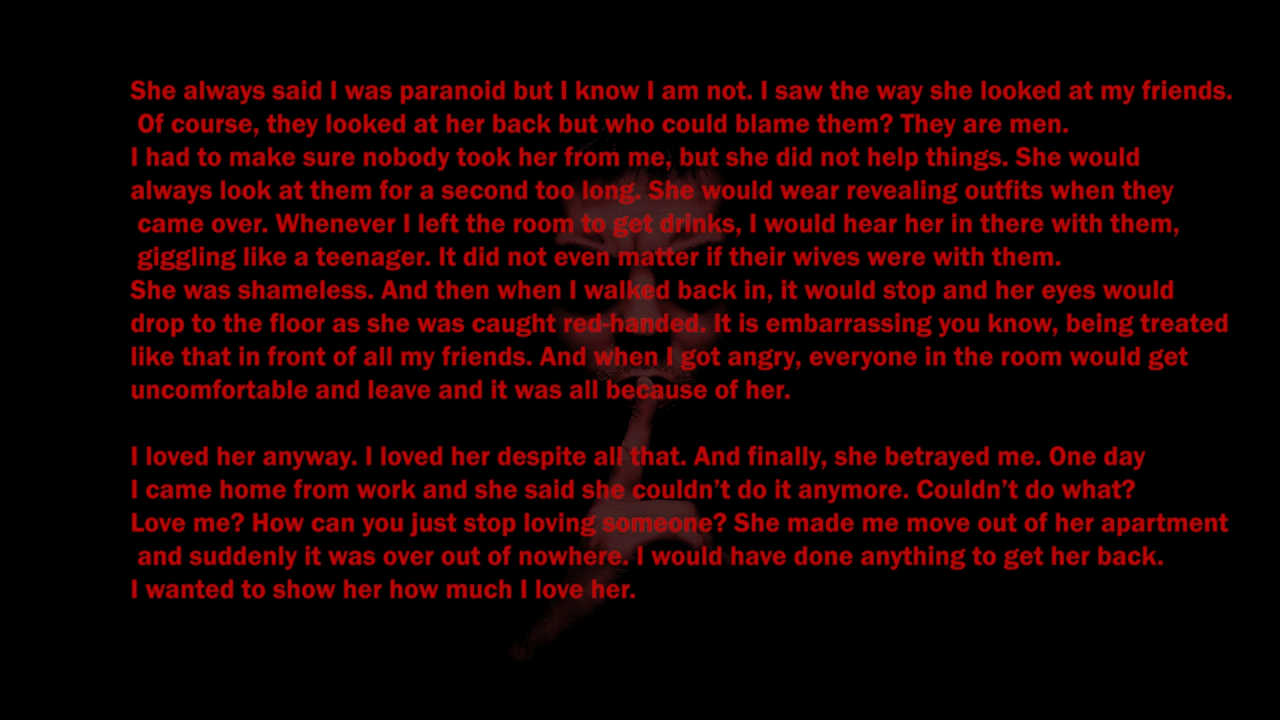 She always said I was paranoid but I know I am not. I saw the way she looked at my friends.
Of course, they looked at her back but who could blame them? They are men.
I had to make sure nobody took her from me, but she did not help things. She would
always look at them for a second too long. She would wear revealing outfits when they
came over. Whenever I left the room to get drinks, I would hear her in there with them,
giggling like a teenager. It did not even matter if their wives were with them.
She was shameless. And then when I walked back in, it would stop and her eyes would
drop to the floor as she was caught red-handed. It is embarrassing you know, being treated
like that in front of all my friends. And when I got angry, everyone in the room would get
uncomfortable and leave and it was all because of her.
I loved her anyway. I loved her despite all that. And finally, she betrayed me. One day
I came home from work and she said she couldn’t do it anymore. Couldn’t do what?
Love me? How can you just stop loving someone? She made me move out of her apartment
and suddenly it was over out of nowhere. I would have done anything to get her back.
I wanted to show her how much I love her.